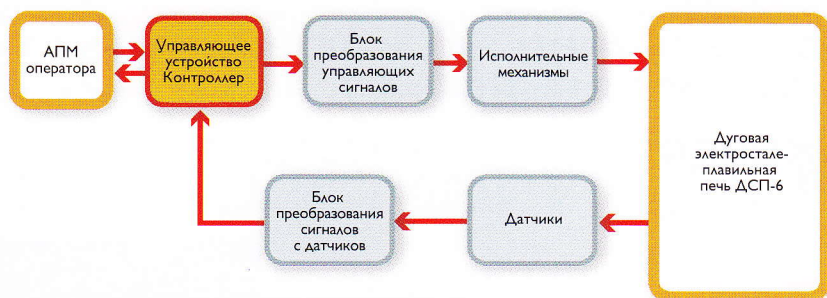 АПМ
оператора
Управляющее
устройство
Контроллер
Блок
преобразования
управляющих
сигналов
Исполнительные
механизмы
Дуговая
электростале-
плавильная
печь ДСП-6
Блок
преобразования
сигналов
с датчиков
Датчики